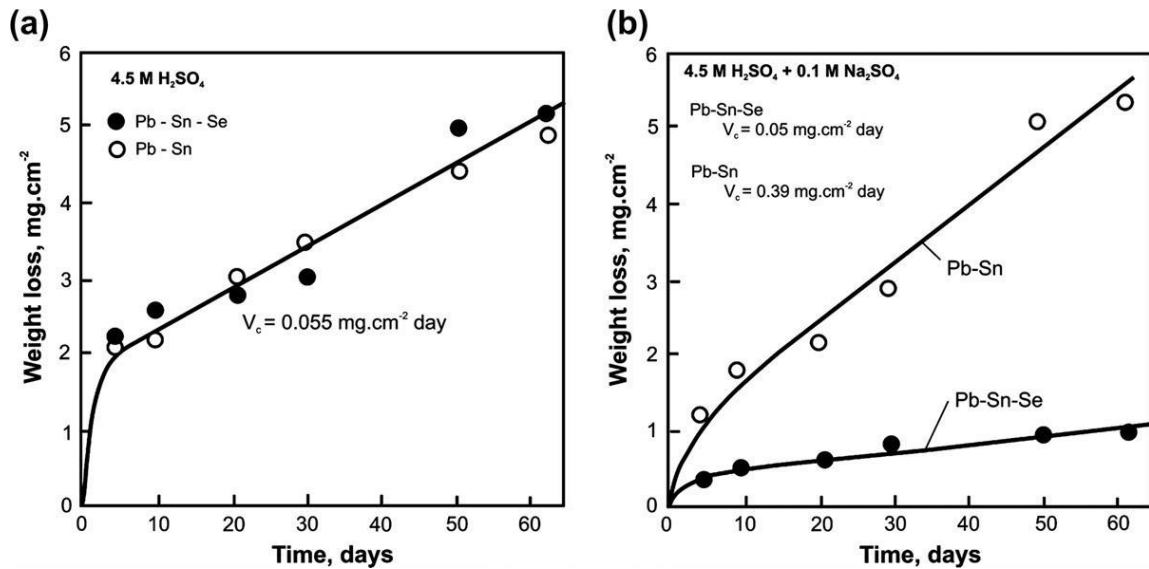 (a)
4.5 M H₂SO₄
Pb - Sn - Se
Pb - Sn
V꜀ = 0.055 mg.cm⁻² day
Weight loss, mg.cm⁻²
6
5
4
3
2
1
0
0 10 20 30 40 50 60
Time, days
(b)
4.5 M H₂SO₄ + 0.1 M Na₂SO₄
Pb-Sn-Se
V꜀ = 0.05 mg.cm⁻² day
Pb-Sn
V꜀ = 0.39 mg.cm⁻² day
Pb-Sn
Pb-Sn-Se
Weight loss, mg.cm⁻²
6
5
4
3
2
1
0
0 10 20 30 40 50 60
Time, days